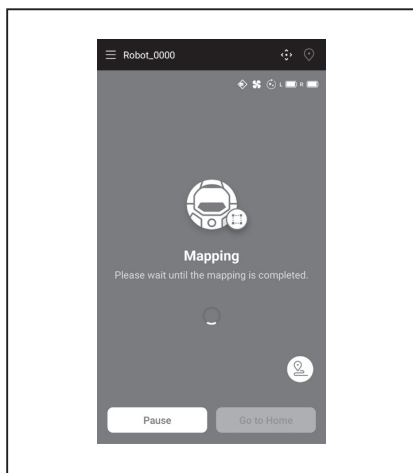 Robot_0000
L R
Mapping
Please wait until the mapping is completed.
Pause Go to Home